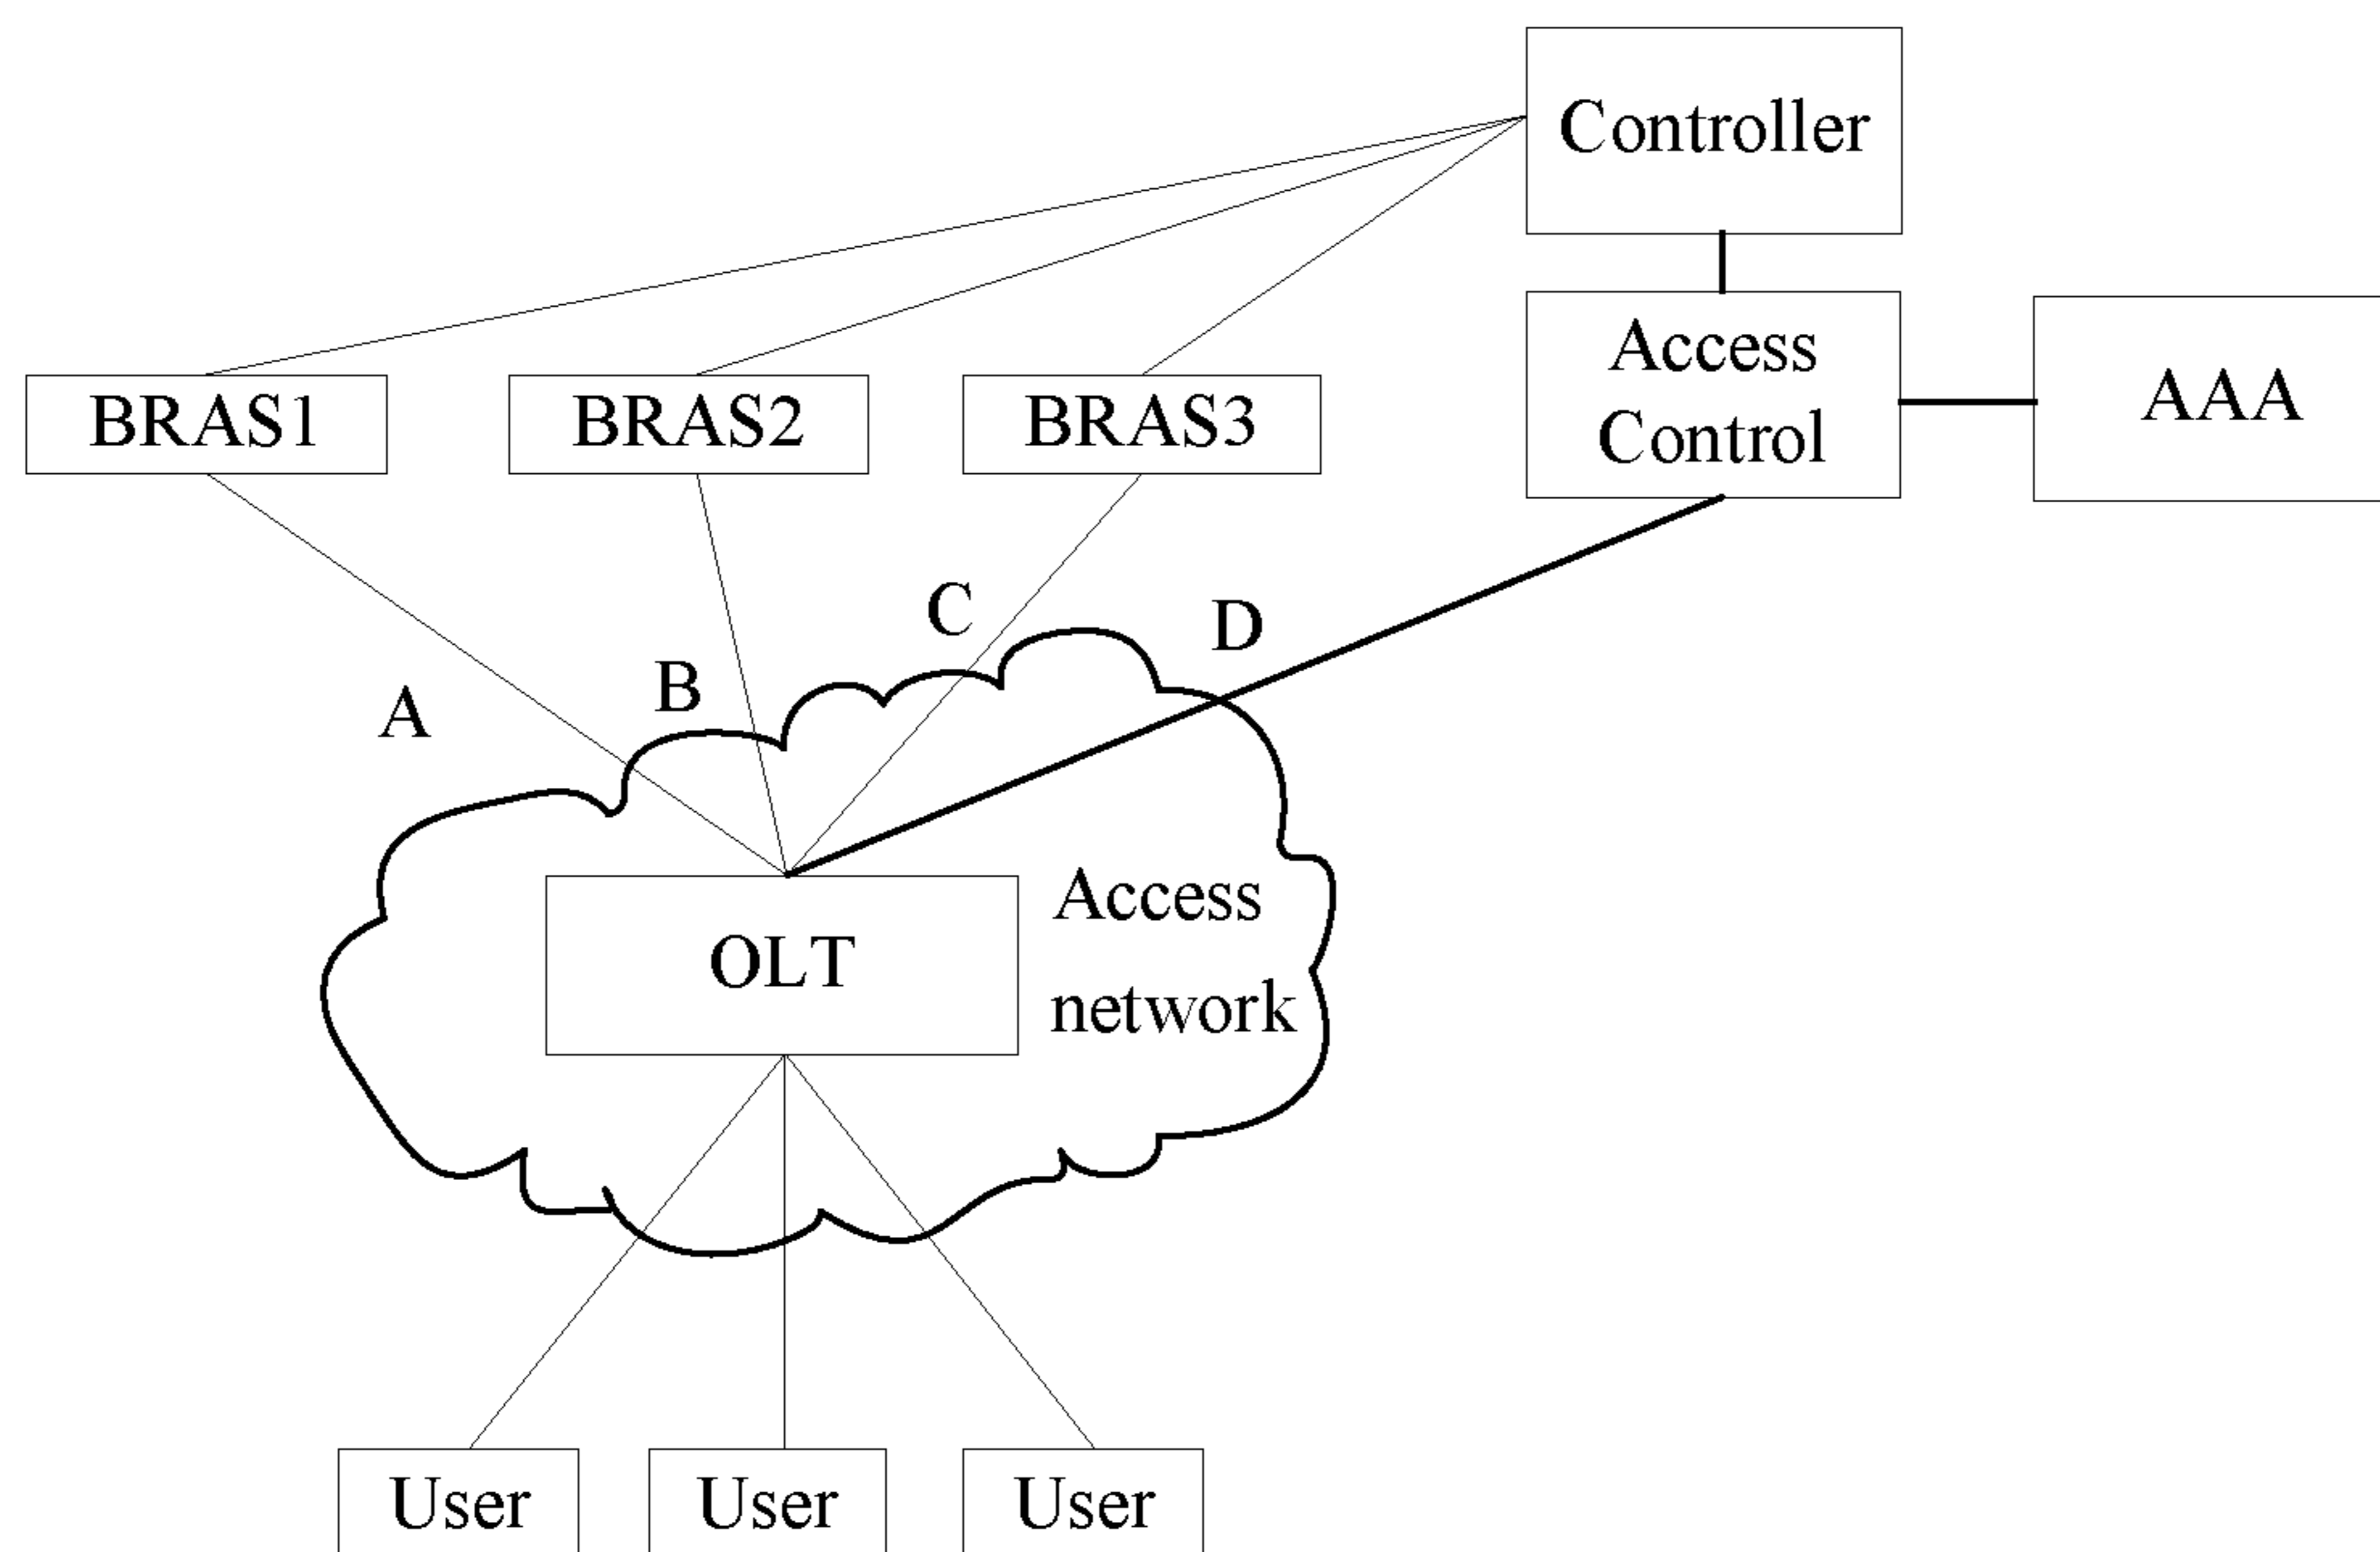 Controller
Access
Control
AAA
BRAS1
BRAS2
BRAS3
A
B
C
D
OLT
Access
network
User
User
User